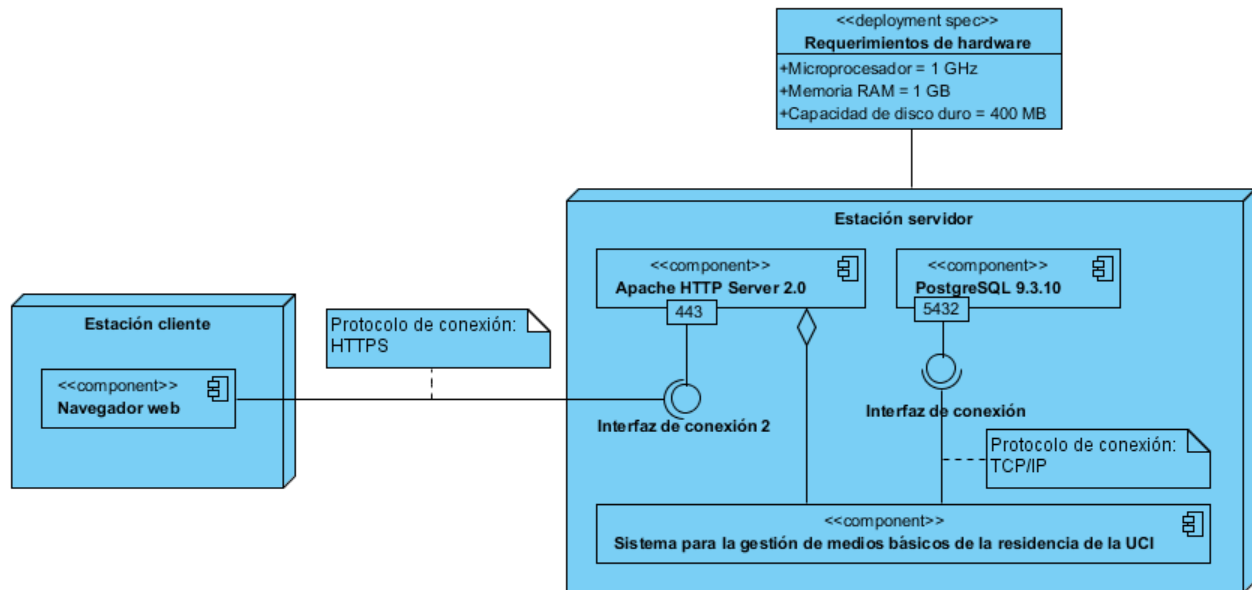 <<deployment spec>>
Requerimientos de hardware
+Microprocesador = 1 GHz
+Memoria RAM = 1 GB
+Capacidad de disco duro = 400 MB
Estación servidor
<<component>>
Apache HTTP Server 2.0
443
<<component>>
PostgreSQL 9.3.10
5432
Estación cliente
<<component>>
Navegador web
Protocolo de conexión:
HTTPS
Interfaz de conexión 2
Interfaz de conexión
Protocolo de conexión:
TCP/IP
<<component>>
Sistema para la gestión de medios básicos de la residencia de la UCI